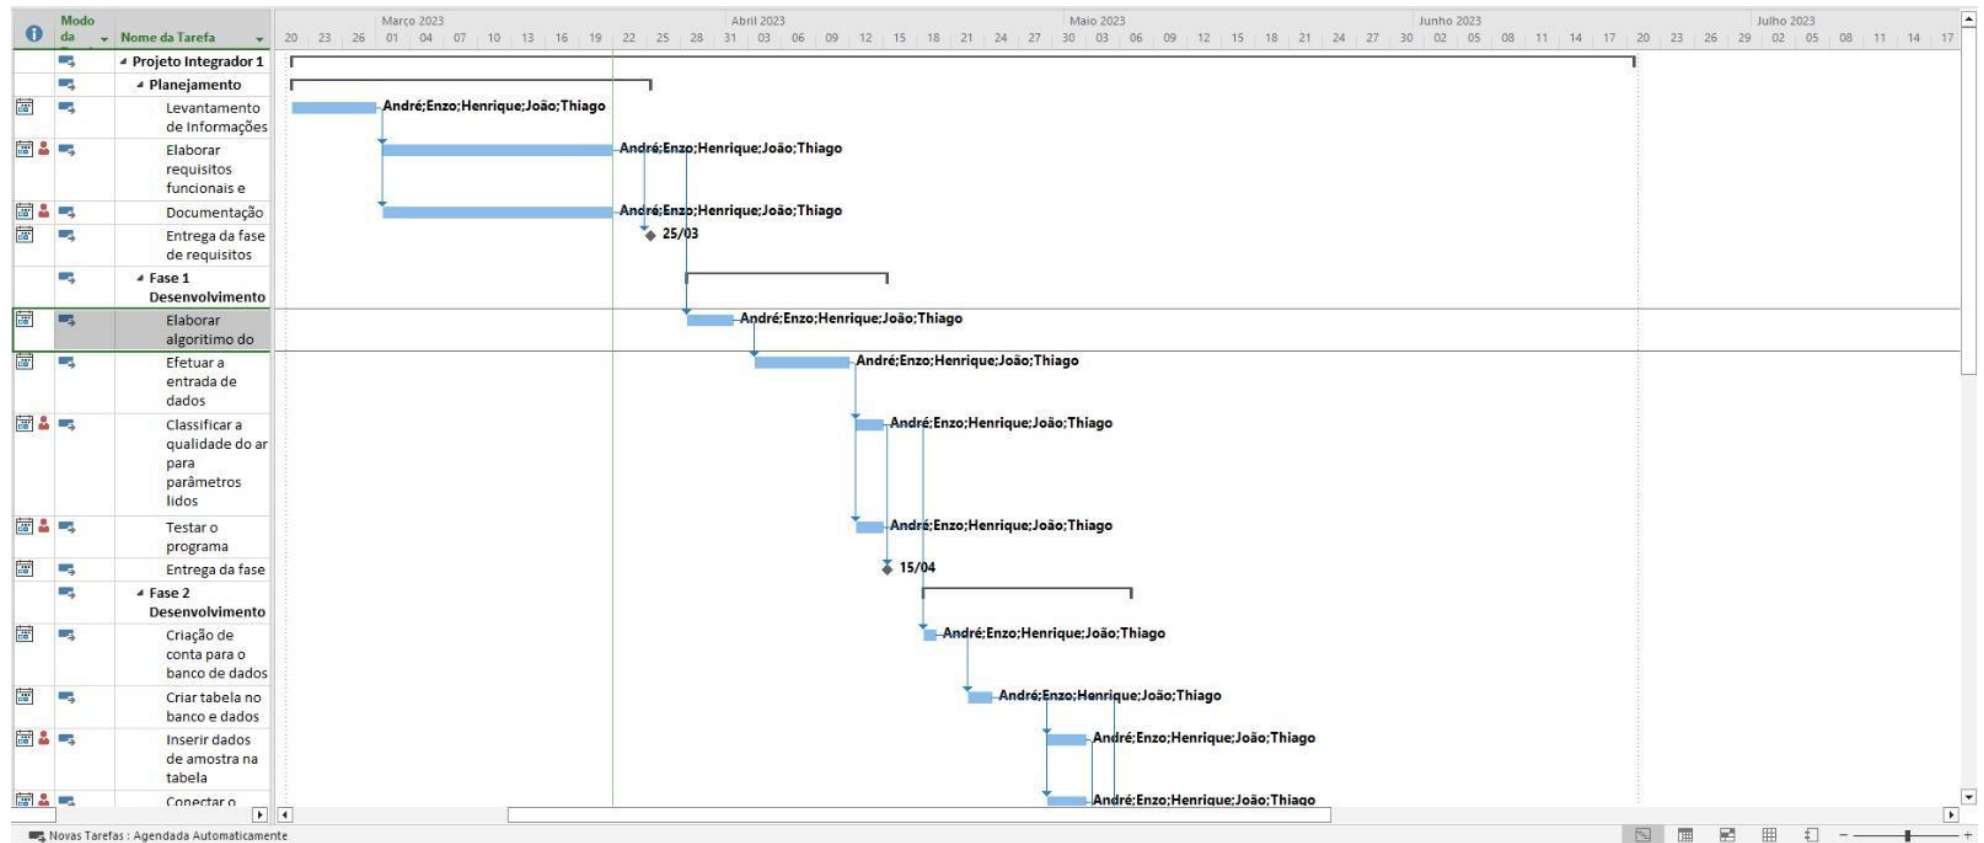 Março 2023 Abril 2023 Maio 2023 Junho 2023 Julho 2023
Modo
da Nome da Tarefa
20 23 26 01 04 07 10 13 16 19 22 25 28 31 03 06 09 12 15 18 21 24 27 30 03 06 09 12 15 18 21 24 27 30 02 05 08 11 14 17 20 23 26 29 02 05 08 11 14 17
Projeto Integrador 1
Planejamento
Levantamento
de Informações
André;Enzo;Henrique;João;Thiago
Elaborar
requisitos
funcionais e
André;Enzo;Henrique;João;Thiago
Documentação
André;Enzo;Henrique;João;Thiago
Entrega da fase
de requisitos
25/03
Fase 1
Desenvolvimento
Elaborar
algoritimo do
André;Enzo;Henrique;João;Thiago
Efetuar a
entrada de
dados
André;Enzo;Henrique;João;Thiago
Classificar a
qualidade do ar
para
parâmetros
lidos
André;Enzo;Henrique;João;Thiago
Testar o
programa
André;Enzo;Henrique;João;Thiago
Entrega da fase
15/04
Fase 2
Desenvolvimento
Criação de
conta para o
banco de dados
André;Enzo;Henrique;João;Thiago
Criar tabela no
banco e dados
André;Enzo;Henrique;João;Thiago
Inserir dados
de amostra na
tabela
André;Enzo;Henrique;João;Thiago
Conectar o
André;Enzo;Henrique;João;Thiago
Novas Tarefas : Agendada Automaticamente